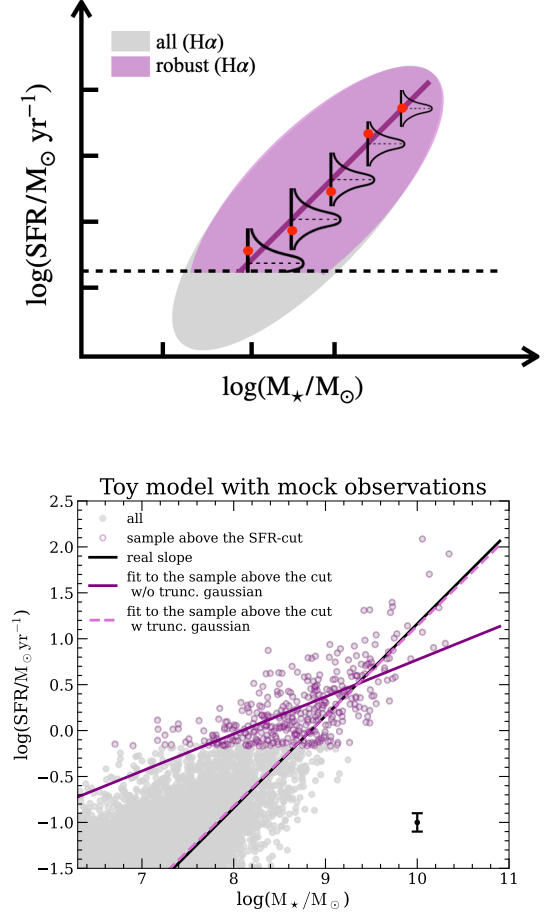 all (Hα)
robust (Hα)
log(SFR/M⊙ yr⁻¹)
log(M⋆/M⊙)
Toy model with mock observations
2.5
2.0
1.5
1.0
0.5
0.0
−0.5
−1.0
−1.5
all
sample above the SFR-cut
real slope
fit to the sample above the cut
w/o trunc. gaussian
fit to the sample above the cut
w trunc. gaussian
log(SFR/M⊙ yr⁻¹)
7 8 9 10 11
log(M⋆/M⊙)